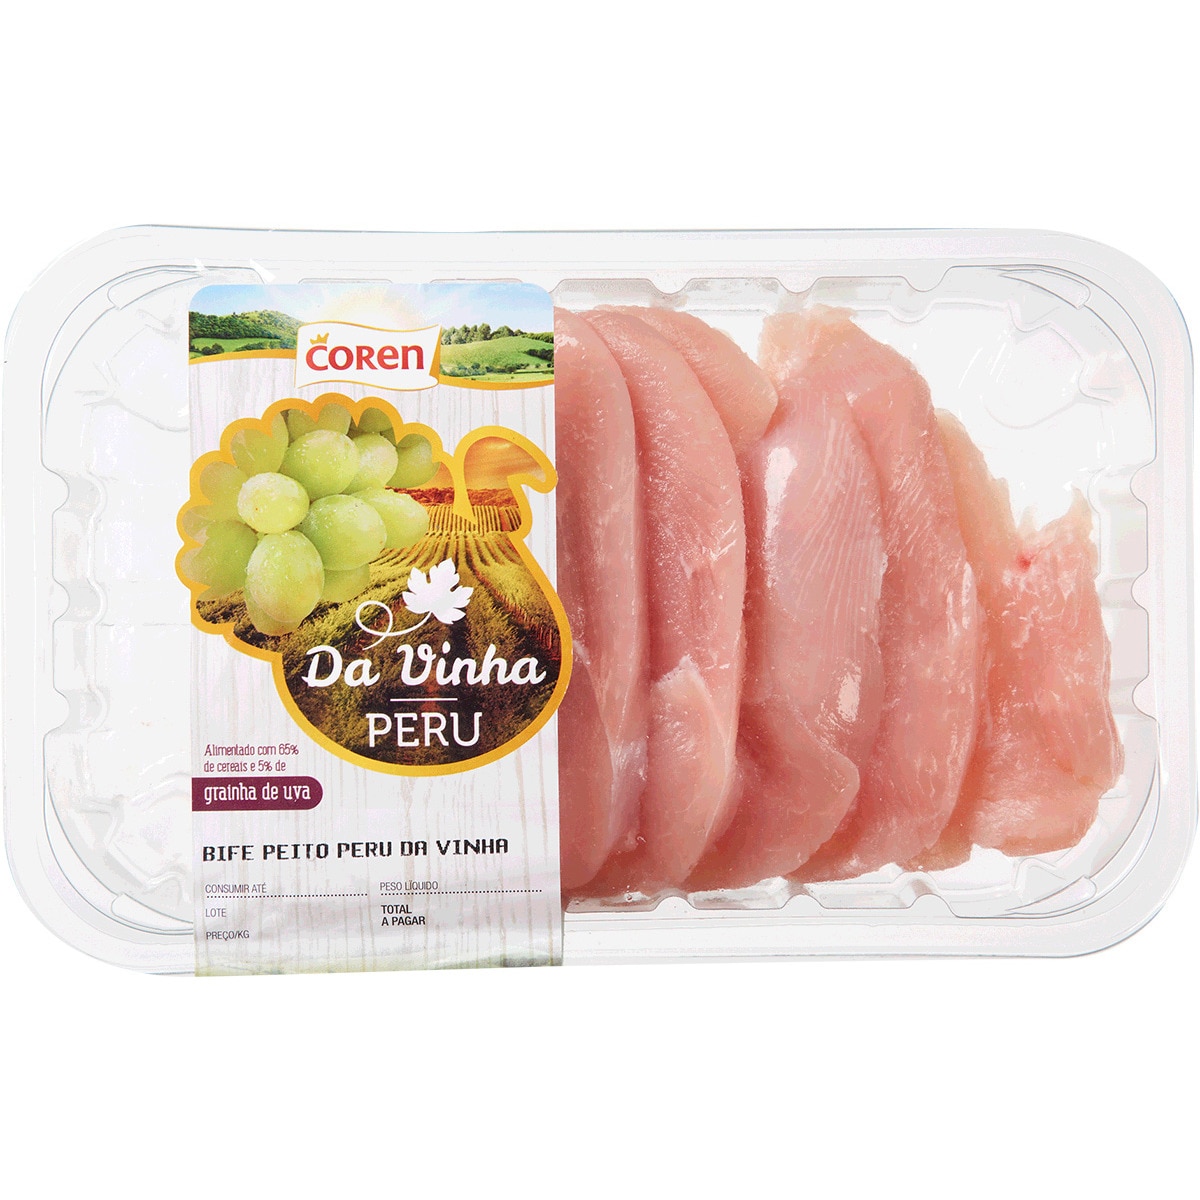 COREN
Da Vinha
PERU
Alimentado com 65%
de cereais e 5% de
grainha de uva
BIFE PEITO PERU DA VINHA
CONSUMIR ATÉ
PESO LÍQUIDO
LOTE
TOTAL
A PAGAR
PREÇO/KG